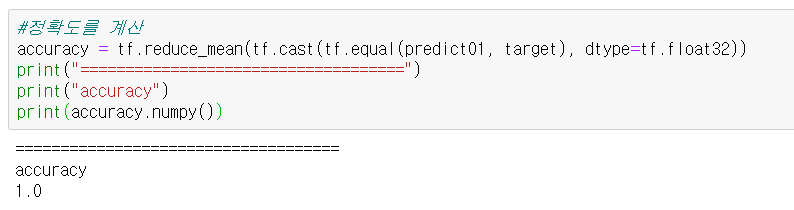 #정확도를 계산
accuracy = tf.reduce_mean(tf.cast(tf.equal(predict01, target), dtype=tf.float32))
print("====================================")
print("accuracy")
print(accuracy.numpy())
====================================
accuracy
1.0